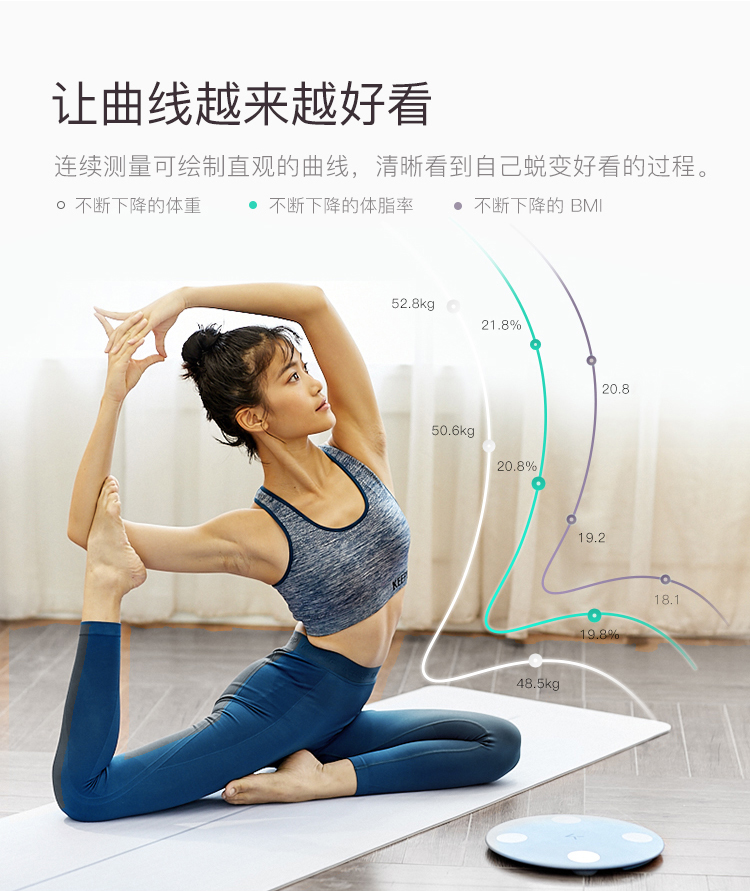 让曲线越来越好看
连续测量可绘制直观的曲线，清晰看到自己蜕变好看的过程。
不断下降的体重 不断下降的体脂率 不断下降的 BMI
52.8kg
21.8%
20.8
50.6kg
20.8%
19.2
18.1
19.8%
48.5kg